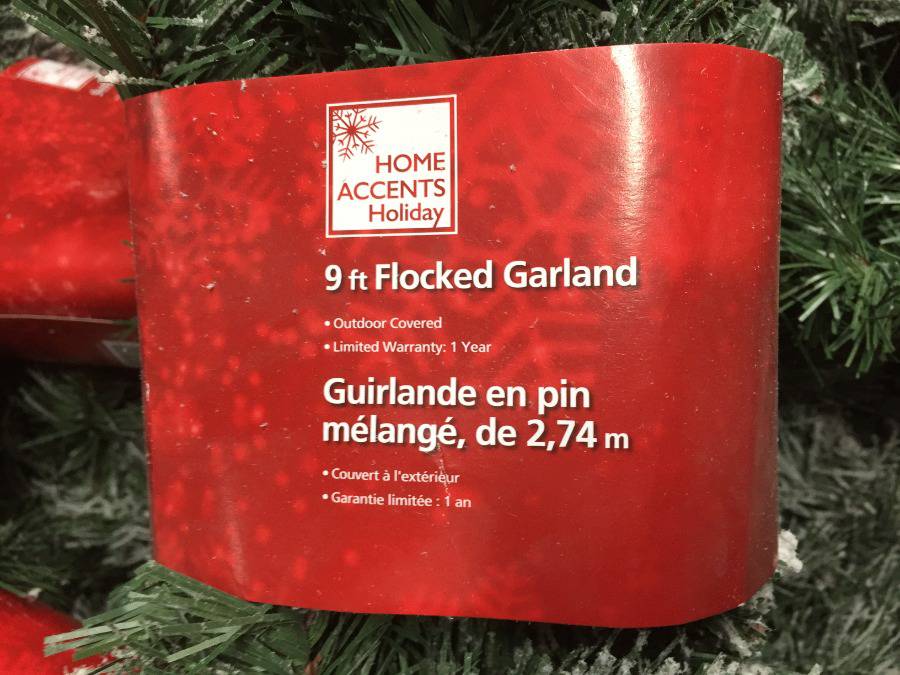 HOME
ACCENTS
Holiday
9 ft Flocked Garland
• Outdoor Covered
• Limited Warranty: 1 Year
Guirlande en pin
mélangé, de 2,74 m
• Couvert à l'extérieur
• Garantie limitée : 1 an